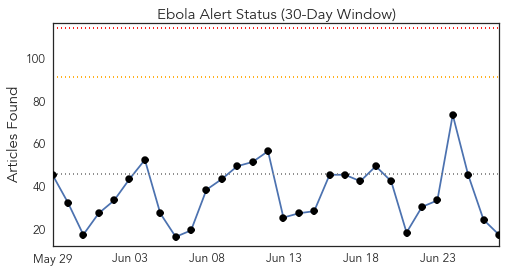 Ebola Alert Status (30-Day Window)
Articles Found
100
80
60
40
20
May 29 Jun 03 Jun 08 Jun 13 Jun 18 Jun 23